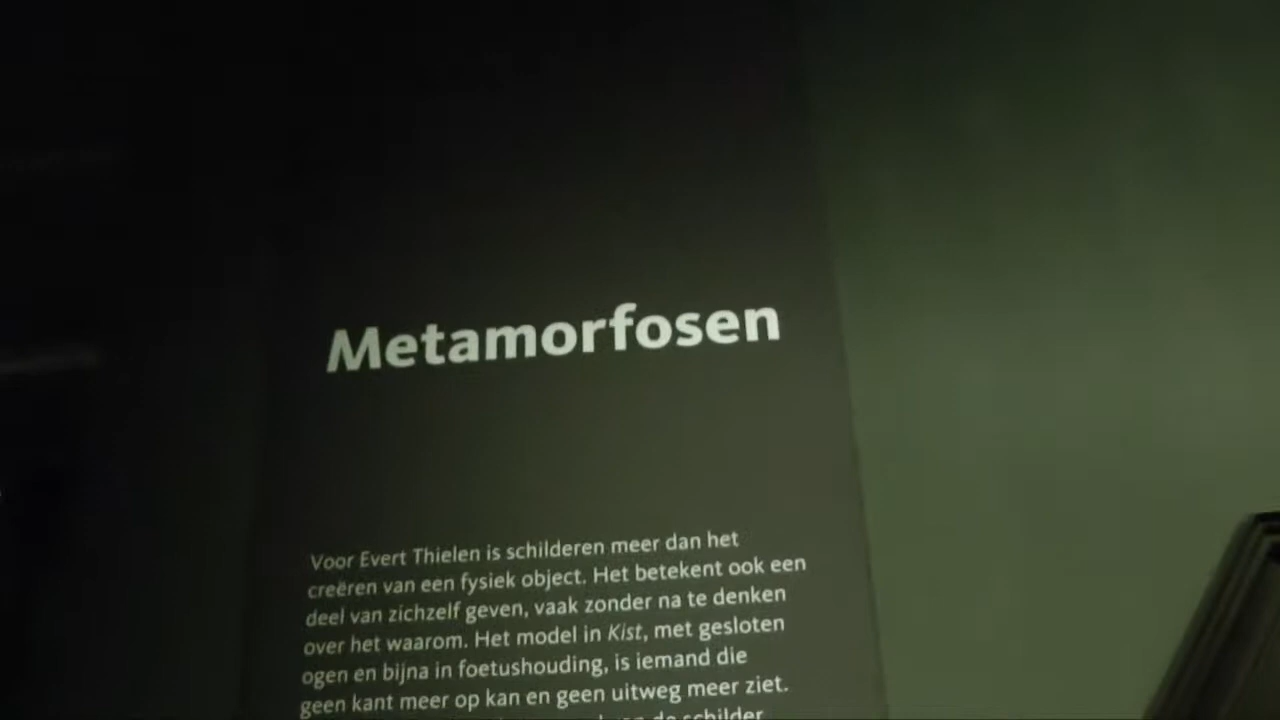 Metamorfosen
Voor Evert Thielen is schilderen meer dan het
creëren van een fysiek object. Het betekent ook een
deel van zichzelf geven, vaak zonder na te denken
over het waarom. Het model in Kist, met gesloten
ogen en bijna in foetushouding, is iemand die
geen kant meer op kan en geen uitweg meer ziet.
de schilder